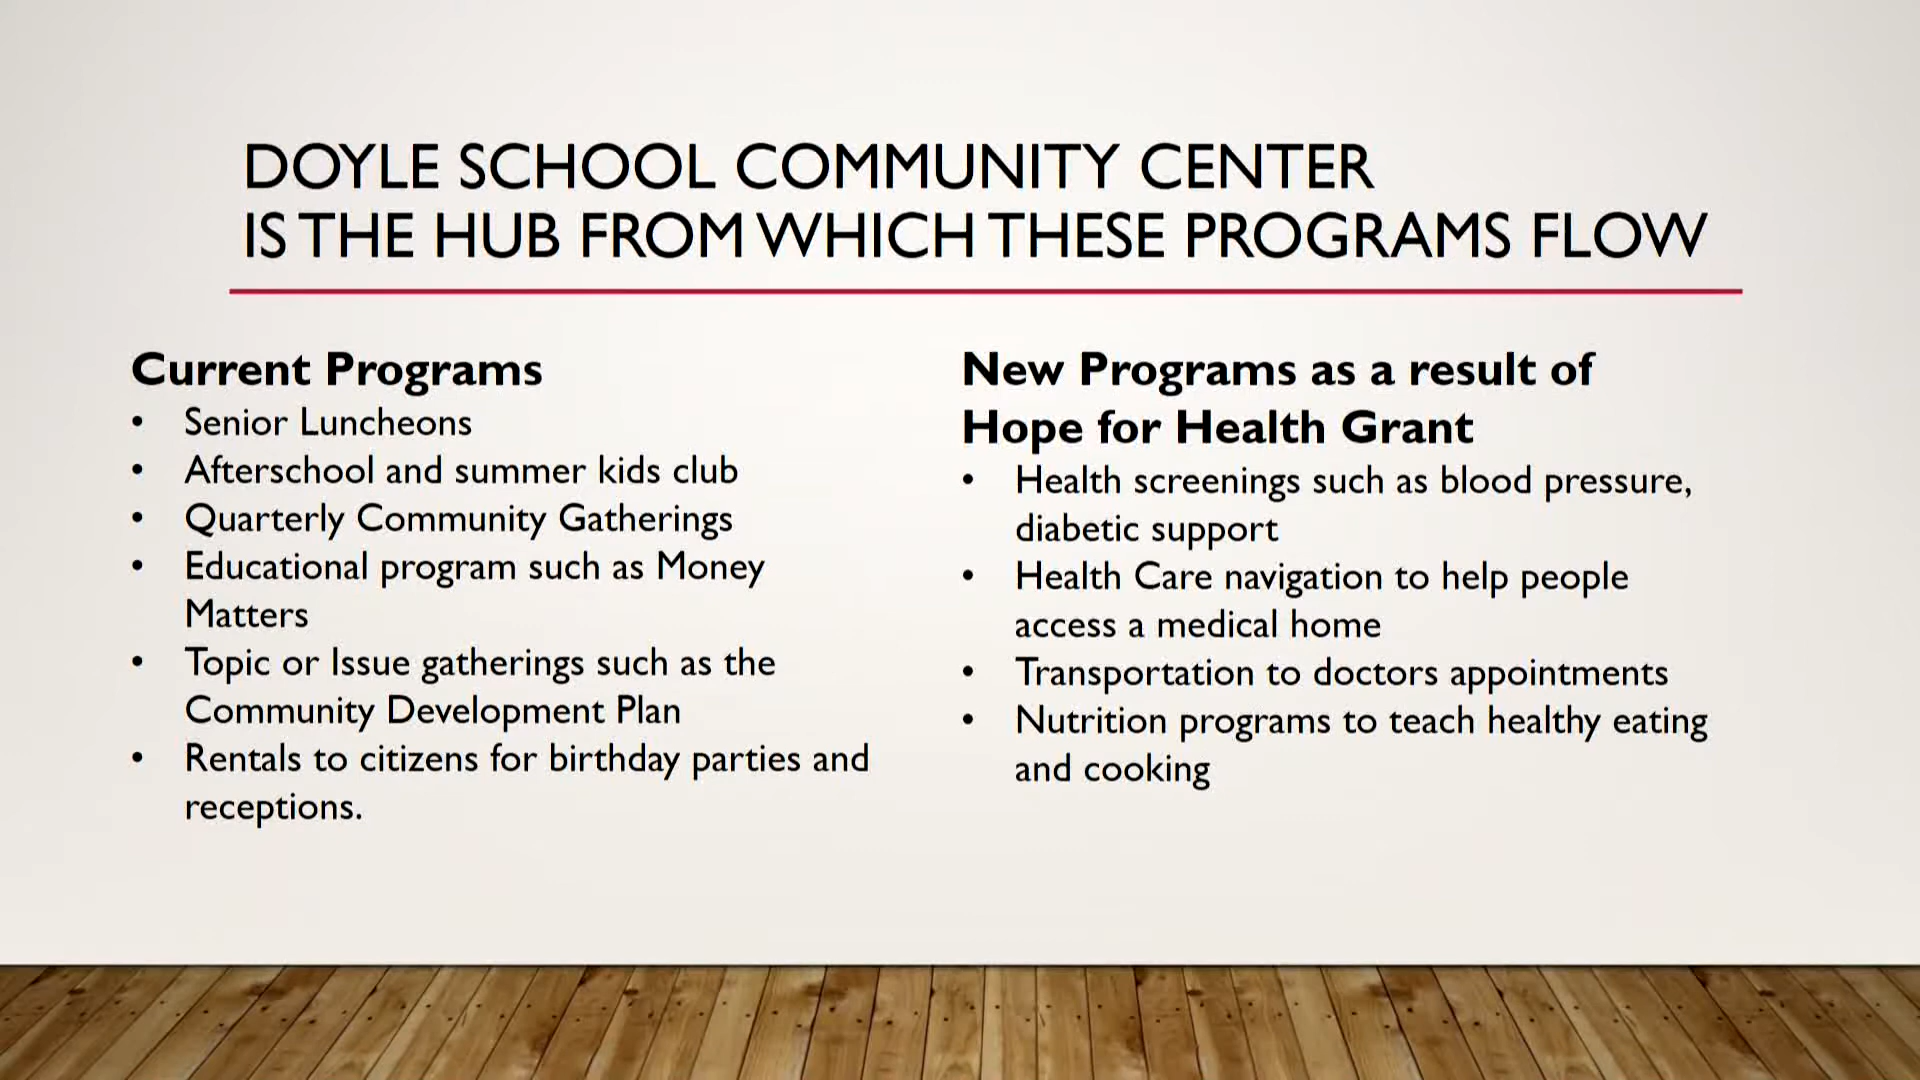 DOYLE SCHOOL COMMUNITY CENTER
IS THE HUB FROM WHICH THESE PROGRAMS FLOW
Current Programs
• Senior Luncheons
• Afterschool and summer kids club
• Quarterly Community Gatherings
• Educational program such as Money
Matters
• Topic or Issue gatherings such as the
Community Development Plan
• Rentals to citizens for birthday parties and
receptions.
New Programs as a result of
Hope for Health Grant
• Health screenings such as blood pressure,
diabetic support
• Health Care navigation to help people
access a medical home
• Transportation to doctors appointments
• Nutrition programs to teach healthy eating
and cooking